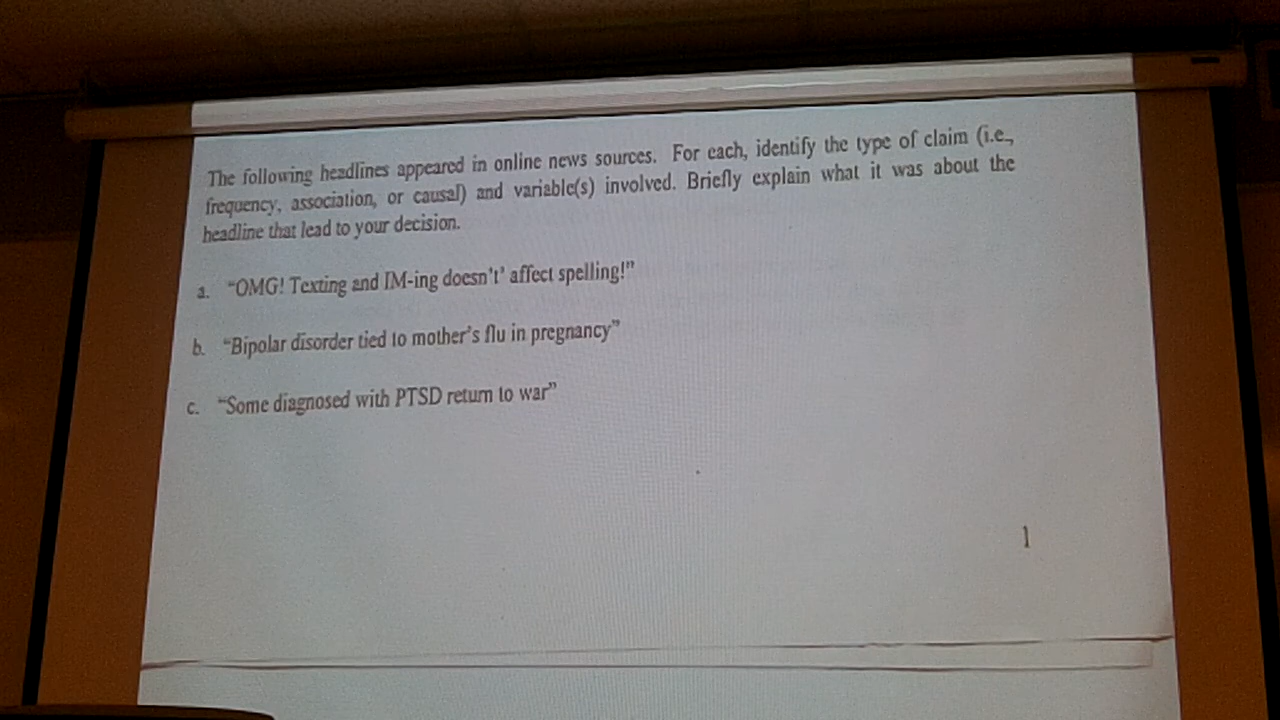 The following headlines appeared in online news sources. For each, identify the type of claim (i.e.,
frequency, association, or causal) and variable(s) involved. Briefly explain what it was about the
headline that lead to your decision.
a. "OMG! Texting and IM-ing doesn't' affect spelling!"
b. "Bipolar disorder tied to mother's flu in pregnancy"
c. "Some diagnosed with PTSD return to war"
1